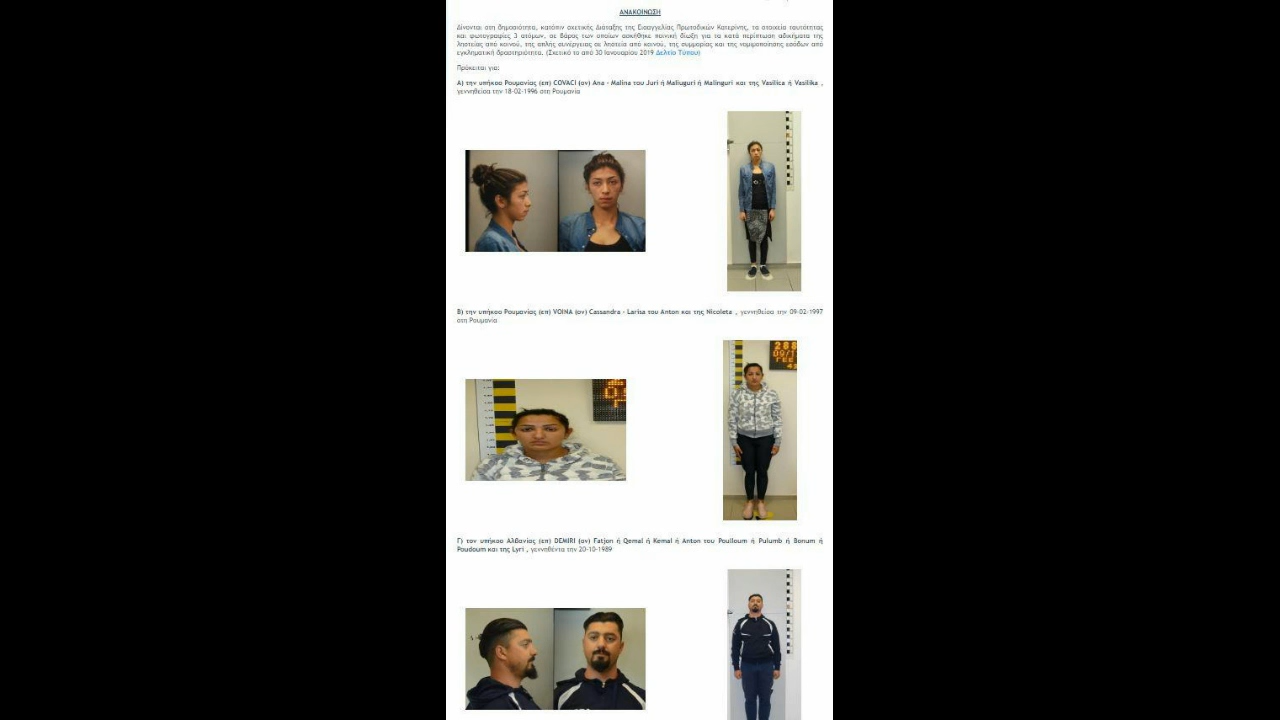 ΑΝΑΚΟΙΝΩΣΗ
Δίνονται στη δημοσιότητα, κατόπιν σχετικής Διάταξης της Εισαγγελίας Πρωτοδικών Κατερίνης, τα στοιχεία ταυτότητας
και φωτογραφίες 3 ατόμων, σε βάρος των οποίων ασκήθηκε ποινική δίωξη για τα κατά περίπτωση αδικήματα της
ληστείας από κοινού, της απλής συνέργειας σε ληστεία από κοινού, της συμμορίας και της νομιμοποίησης εσόδων από
εγκληματική δραστηριότητα. (Σχετικό το από 30 Ιανουαρίου 2019 Δελτίο Τύπου)
Πρόκειται για:
Α) την υπήκοο Ρουμανίας (επ) COVACI (ον) Ana - Malina του Juri ή Maliuguri ή Malinguri και της Vasilica ή Vasilika ,
γεννηθείσα την 18-02-1996 στη Ρουμανία
Β) την υπήκοο Ρουμανίας (επ) VOINA (ον) Cassandra - Larisa του Anton και της Nicoleta , γεννηθείσα την 09-02-1997
στη Ρουμανία
288
09/1
Γ) τον υπήκοο Αλβανίας (επ) DEMIRI (ον) Fatjon ή Qemal ή Kemal ή Anton του Poulloum ή Pulumb ή Bonum ή
Poudoum και της Lyri , γεννηθέντα την 20-10-1989